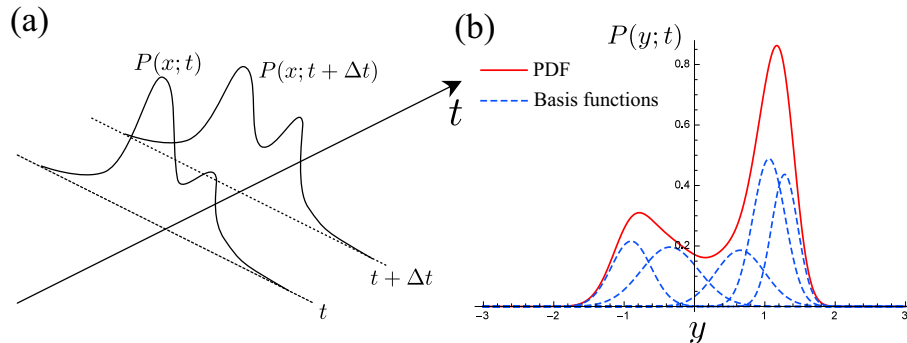 (a)
P(x; t)
P(x; t + Δt)
t
t + Δt
t
(b)
P(y; t)
PDF
Basis functions
0.8
0.6
0.4
0.2
−3 −2 −1 1 2 3
y